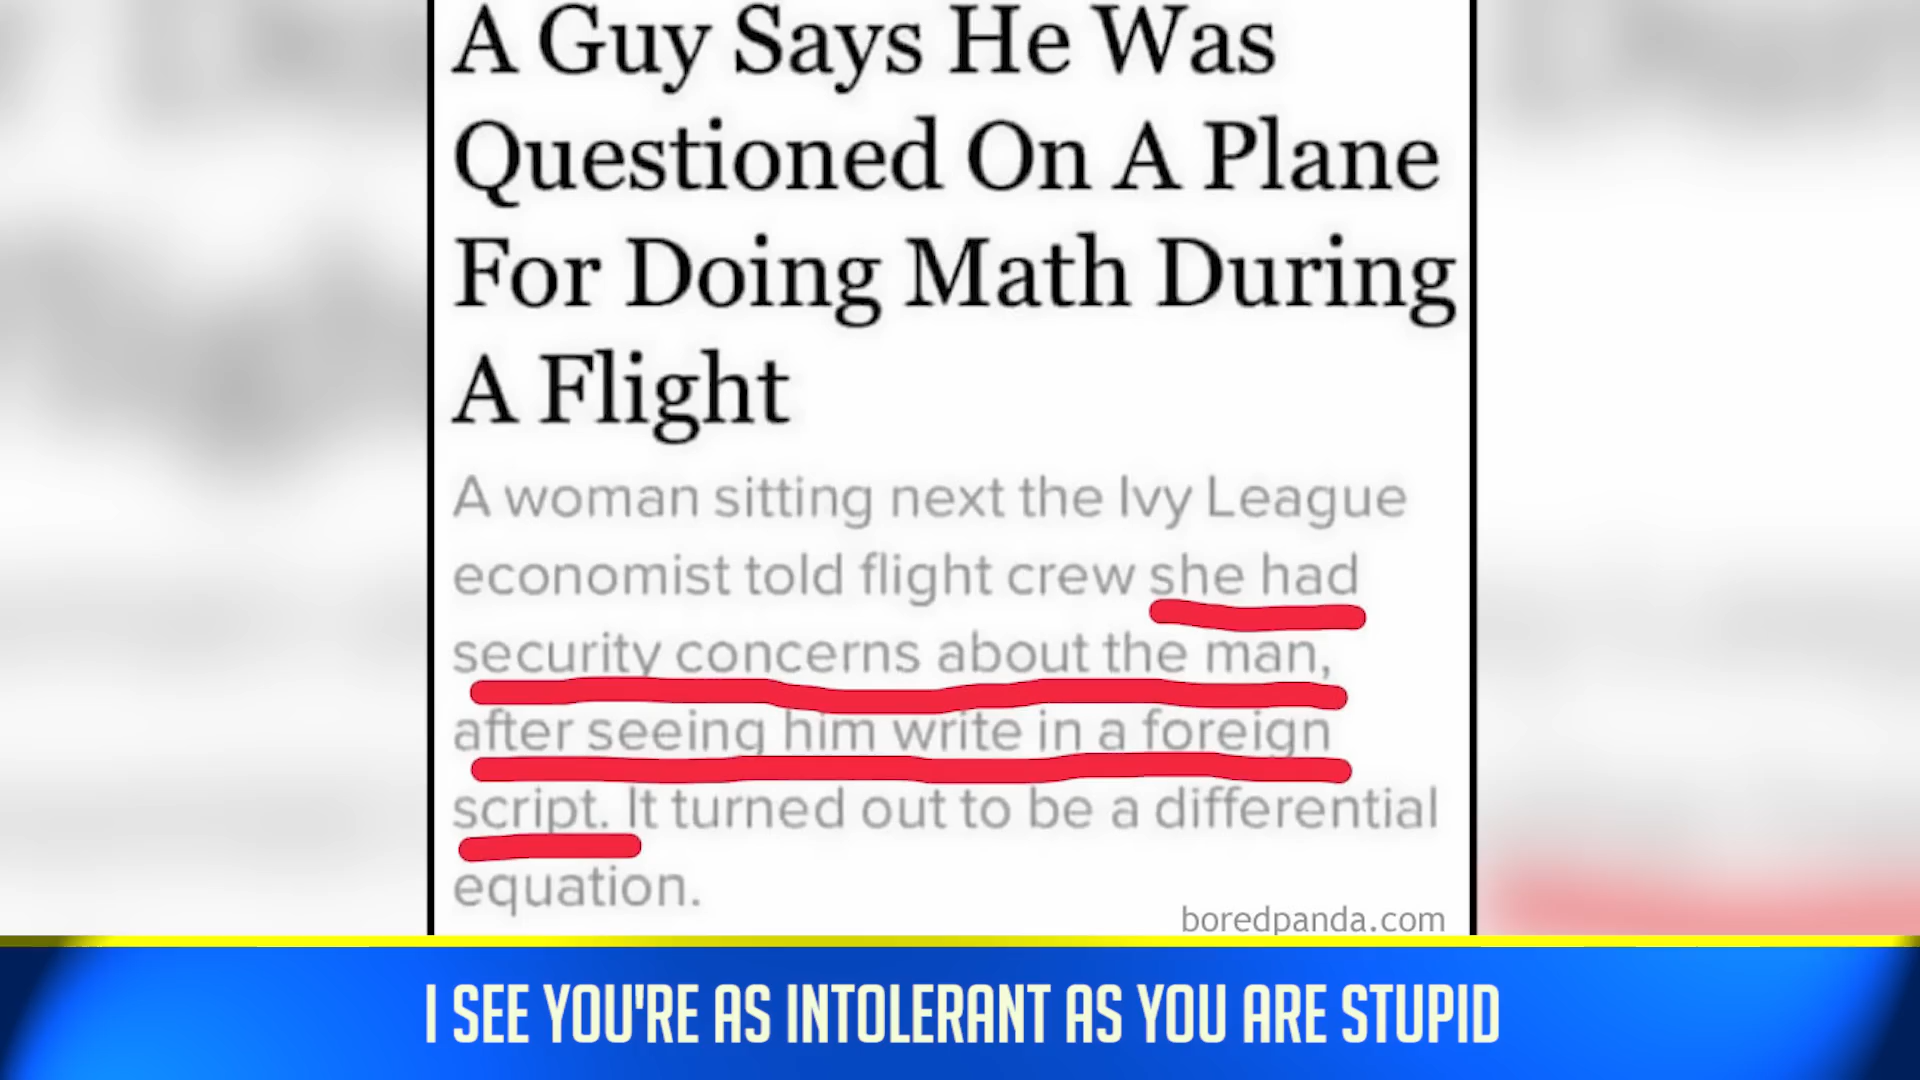 A Guy Says He Was
Questioned On A Plane
For Doing Math During
A Flight
A woman sitting next the Ivy League
economist told flight crew she had
security concerns about the man,
after seeing him write in a foreign
script. It turned out to be a differential
equation.
boredpanda.com
I SEE YOU'RE AS INTOLERANT AS YOU ARE STUPID